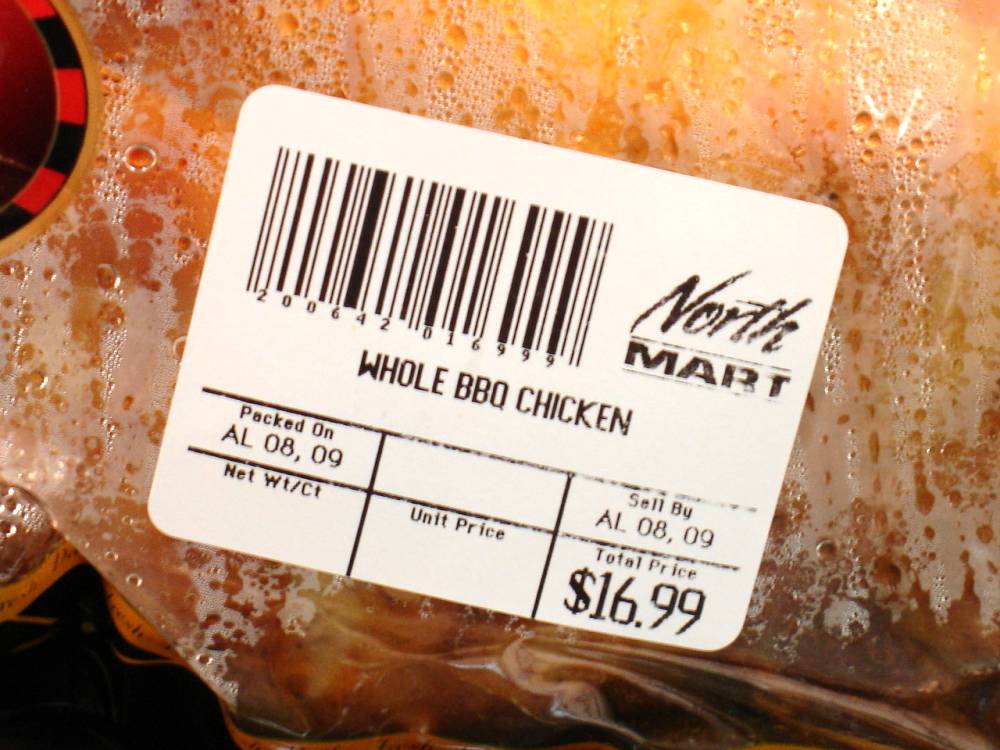 200642 016999
North
MART
WHOLE BBQ CHICKEN
Packed On
AL 08, 09
Net Wt/Ct
Unit Price
Sell By
AL 08, 09
Total Price
$16.99